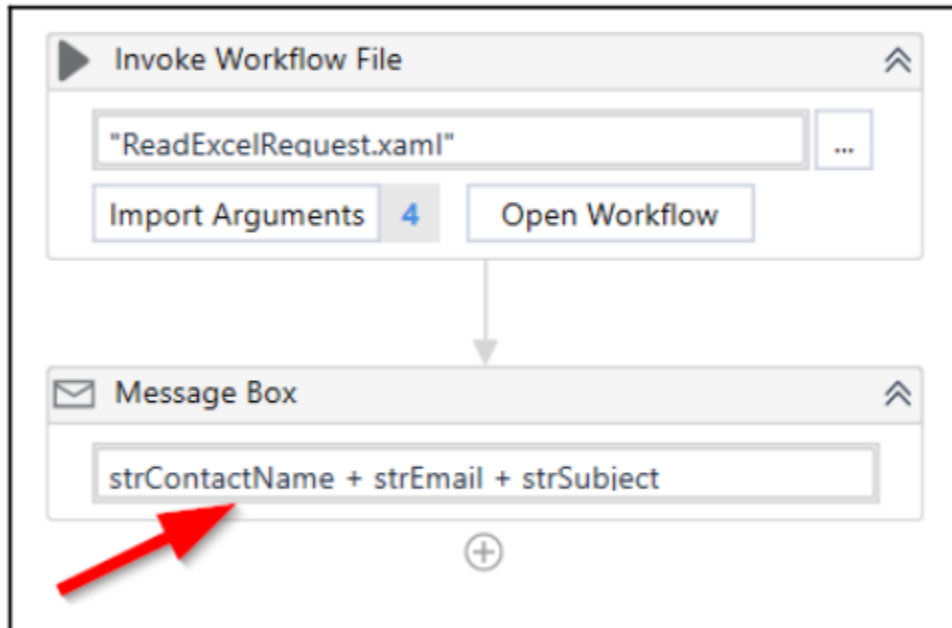 Invoke Workflow File
"ReadExcelRequest.xaml"
...
Import Arguments 4 Open Workflow
Message Box
strContactName + strEmail + strSubject